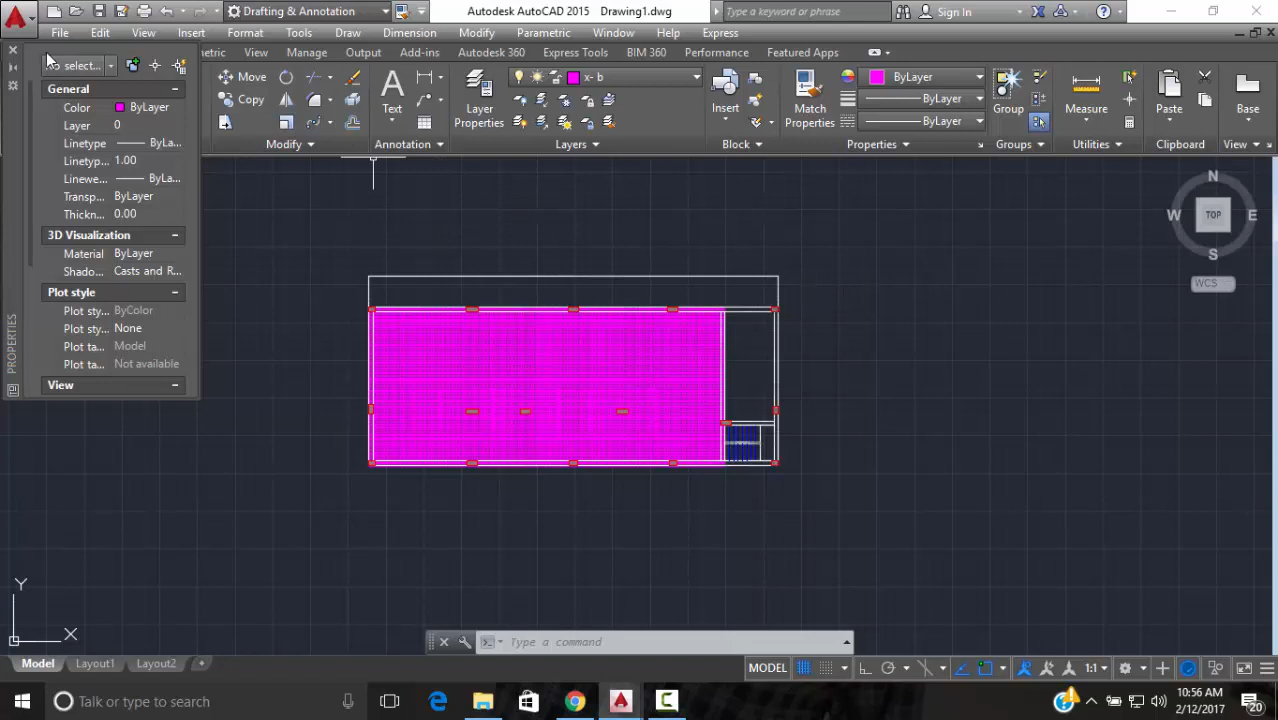 Drafting & Annotation
Autodesk AutoCAD 2015 Drawing1.dwg
Type a keyword or phrase
Sign In
File Edit View Insert Format Tools Draw Dimension Modify Parametric Window Help Express
View Manage Output Autodesk 360 Express Tools BIM 360 Performance
select...
General
Color ByLayer
Layer 0
Linetype ByLa...
Linetyp... 1.00
Linewe... ByLa...
Transp... ByLayer
Thickn... 0.00
3D Visualization
Material ByLayer
Shado... Casts and R...
Plot style
Plot sty... ByColor
Plot sty... None
Plot ta... Model
Plot ta... Not available
View
PROPERTIES
Move
Copy
Modify
Text
Annotation
Layer
Properties
x- b
Layers
Insert
Block
Match
Properties
ByLayer
ByLayer
ByLayer
Properties
Group
Groups
Measure
Utilities
Paste
Clipboard
Base
View
N
W TOP E
S
WCS
Y
X
Type a command
Model Layout1 Layout2 +
MODEL
1:1
Talk or type to search
10:56 AM
2/12/2017
20